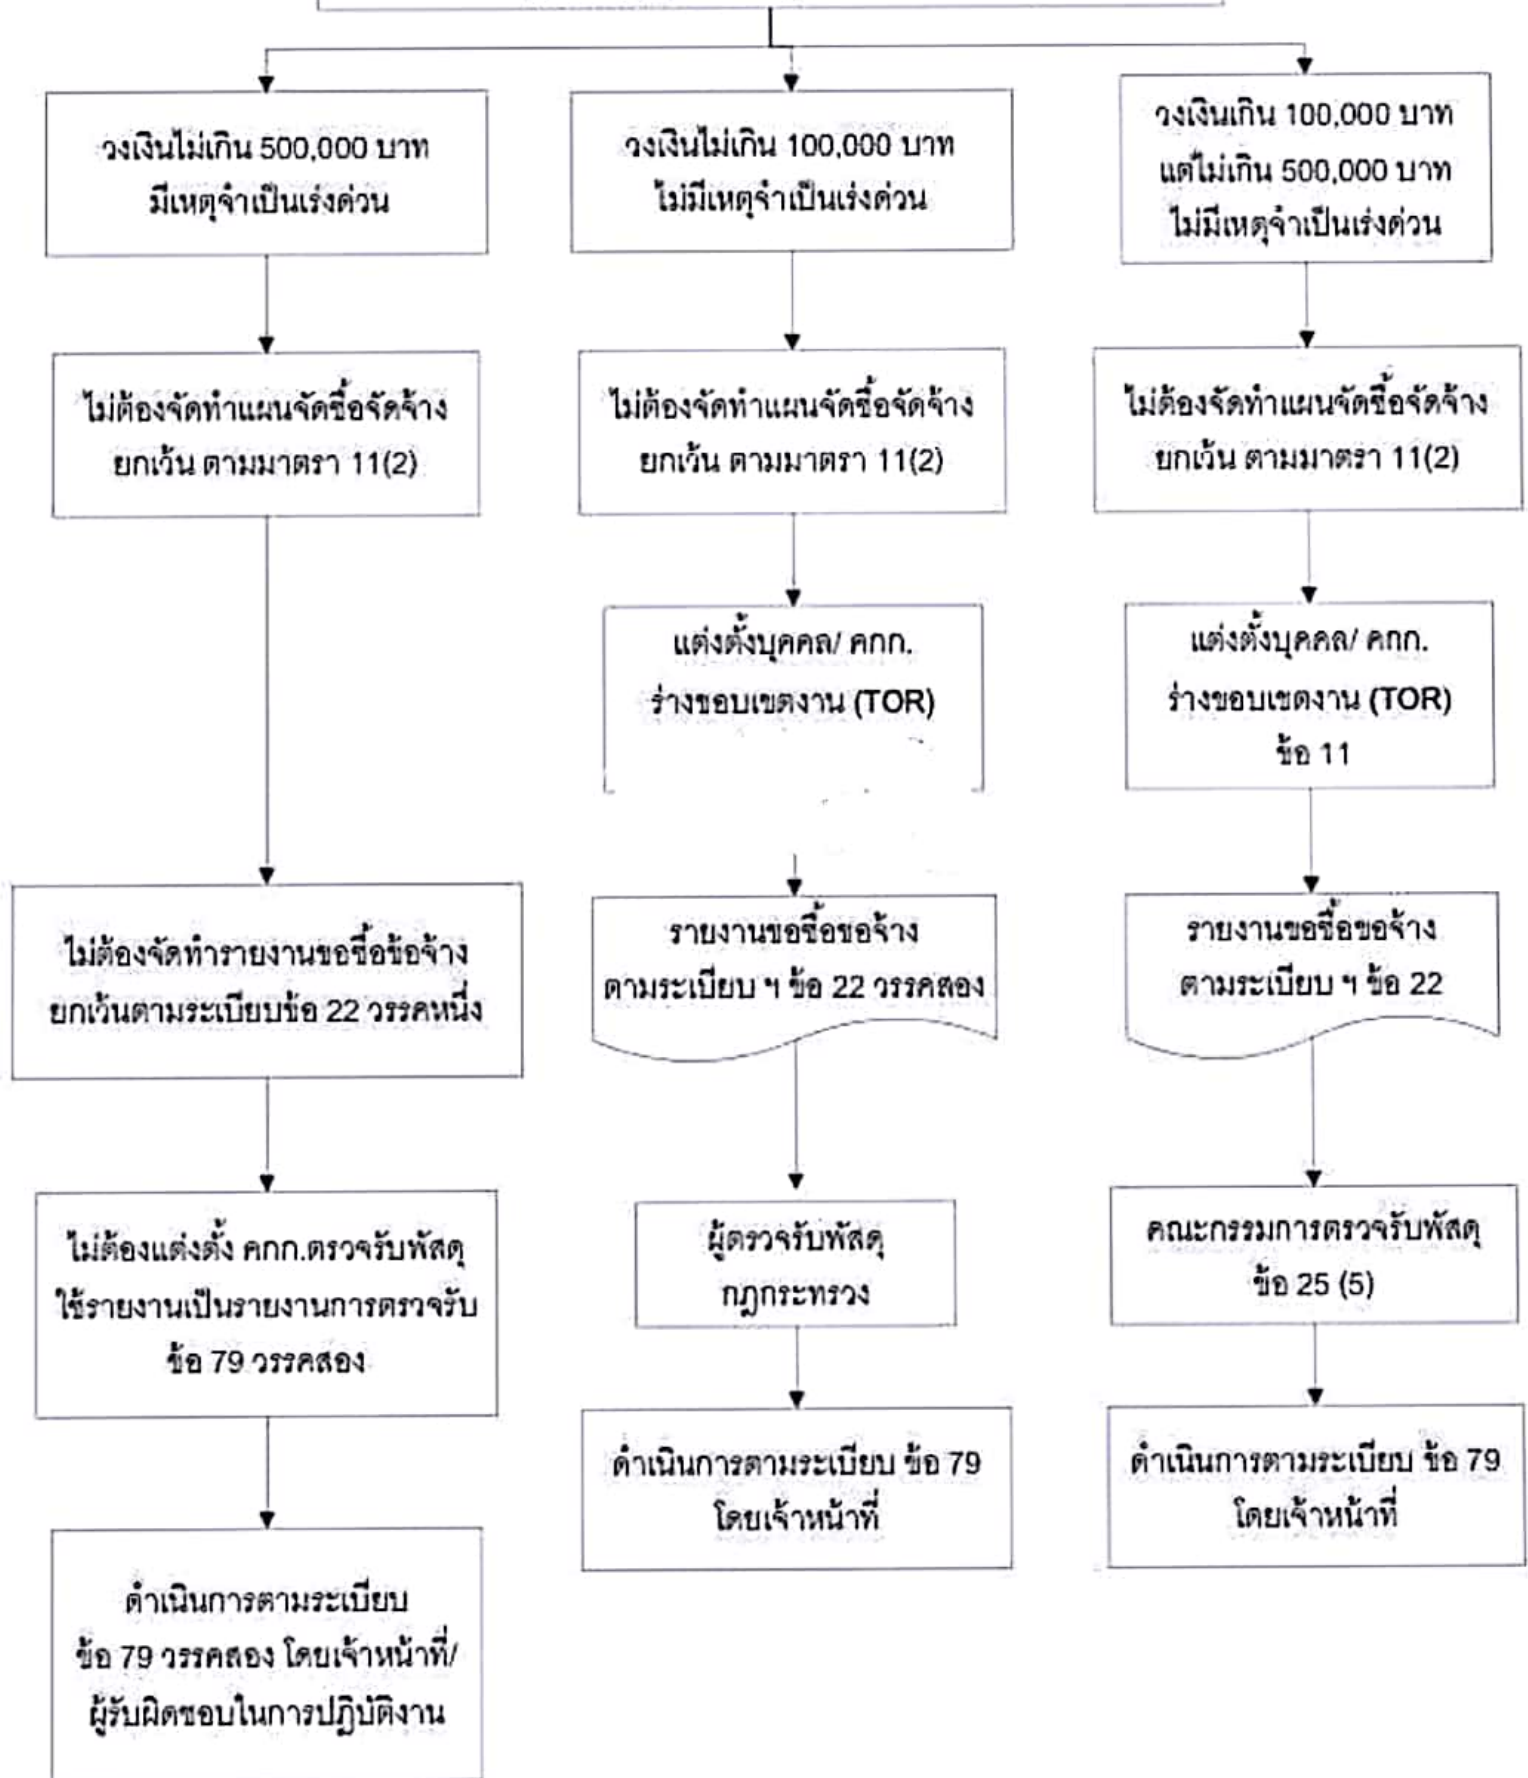 วงเงินไม่เกิน 500,000 บาท
มีเหตุจำเป็นเร่งด่วน
ไม่ต้องจัดทำแผนจัดซื้อจัดจ้าง
ยกเว้น ตามมาตรา 11(2)
ไม่ต้องจัดทำรายงานขอซื้อข้อจ้าง
ยกเว้นตามระเบียบข้อ 22 วรรคหนึ่ง
ไม่ต้องแต่งตั้ง คกก.ตรวจรับพัสดุ
ใช้รายงานเป็นรายงานการตรวจรับ
ข้อ 79 วรรคสอง
ดำเนินการตามระเบียบ
ข้อ 79 วรรคสอง โดยเจ้าหน้าที่/
ผู้รับผิดชอบในการปฏิบัติงาน
วงเงินไม่เกิน 100,000 บาท
ไม่มีเหตุจำเป็นเร่งด่วน
ไม่ต้องจัดทำแผนจัดซื้อจัดจ้าง
ยกเว้น ตามมาตรา 11(2)
แต่งตั้งบุคคล/ คกก.
ร่างขอบเขตงาน (TOR)
รายงานขอซื้อขอจ้าง
ตามระเบียบ ฯ ข้อ 22 วรรคสอง
ผู้ตรวจรับพัสดุ
กฎกระทรวง
ดำเนินการตามระเบียบ ข้อ 79
โดยเจ้าหน้าที่
วงเงินเกิน 100,000 บาท
แต่ไม่เกิน 500,000 บาท
ไม่มีเหตุจำเป็นเร่งด่วน
ไม่ต้องจัดทำแผนจัดซื้อจัดจ้าง
ยกเว้น ตามมาตรา 11(2)
แต่งตั้งบุคคล/ คกก.
ร่างขอบเขตงาน (TOR)
ข้อ 11
รายงานขอซื้อขอจ้าง
ตามระเบียบ ฯ ข้อ 22
คณะกรรมการตรวจรับพัสดุ
ข้อ 25 (5)
ดำเนินการตามระเบียบ ข้อ 79
โดยเจ้าหน้าที่